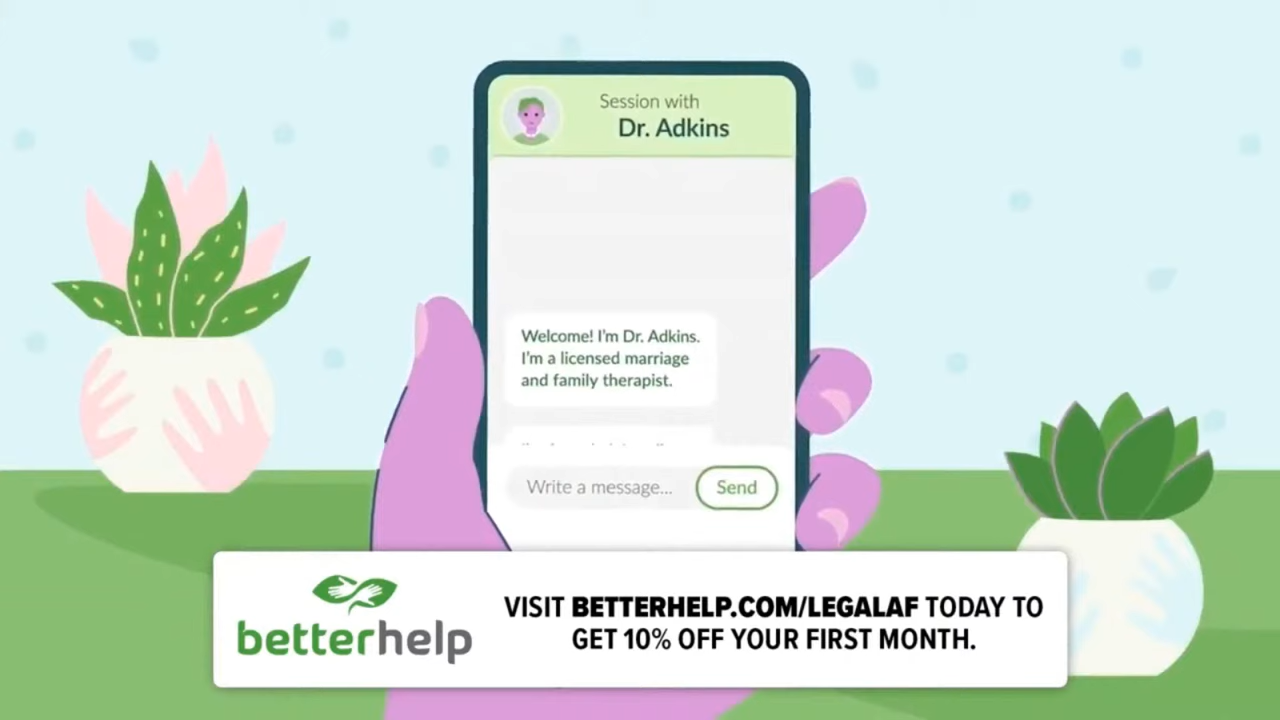 Session with
Dr. Adkins
Welcome! I'm Dr. Adkins.
I'm a licensed marriage
and family therapist.
Write a message...
Send
betterhelp
VISIT BETTERHELP.COM/LEGALAF TODAY TO
GET 10% OFF YOUR FIRST MONTH.